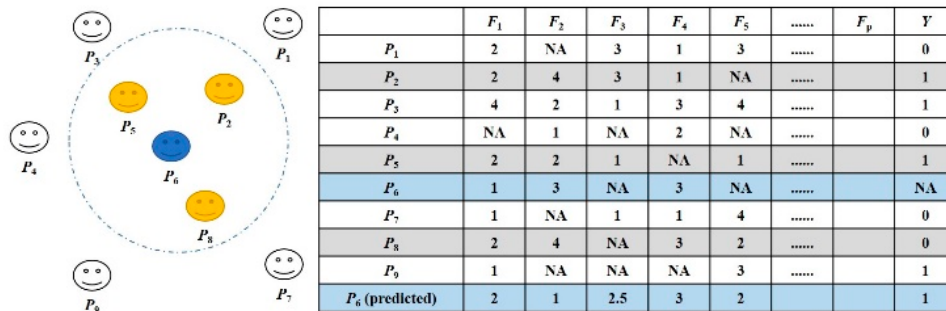 P3
P1
P5
P2
P4
P6
P8
P9
P7
F1 F2 F3 F4 F5 ...... Fp Y
P1 2 NA 3 1 3 ...... 0
P2 2 4 3 1 NA ...... 1
P3 4 2 1 3 4 ...... 1
P4 NA 1 NA 2 NA ...... 0
P5 2 2 1 NA 1 ...... 1
P6 1 3 NA 3 NA ...... NA
P7 1 NA 1 1 4 ...... 0
P8 2 4 NA 3 2 ...... 0
P9 1 NA NA NA 3 ...... 1
P6 (predicted) 2 1 2.5 3 2 1